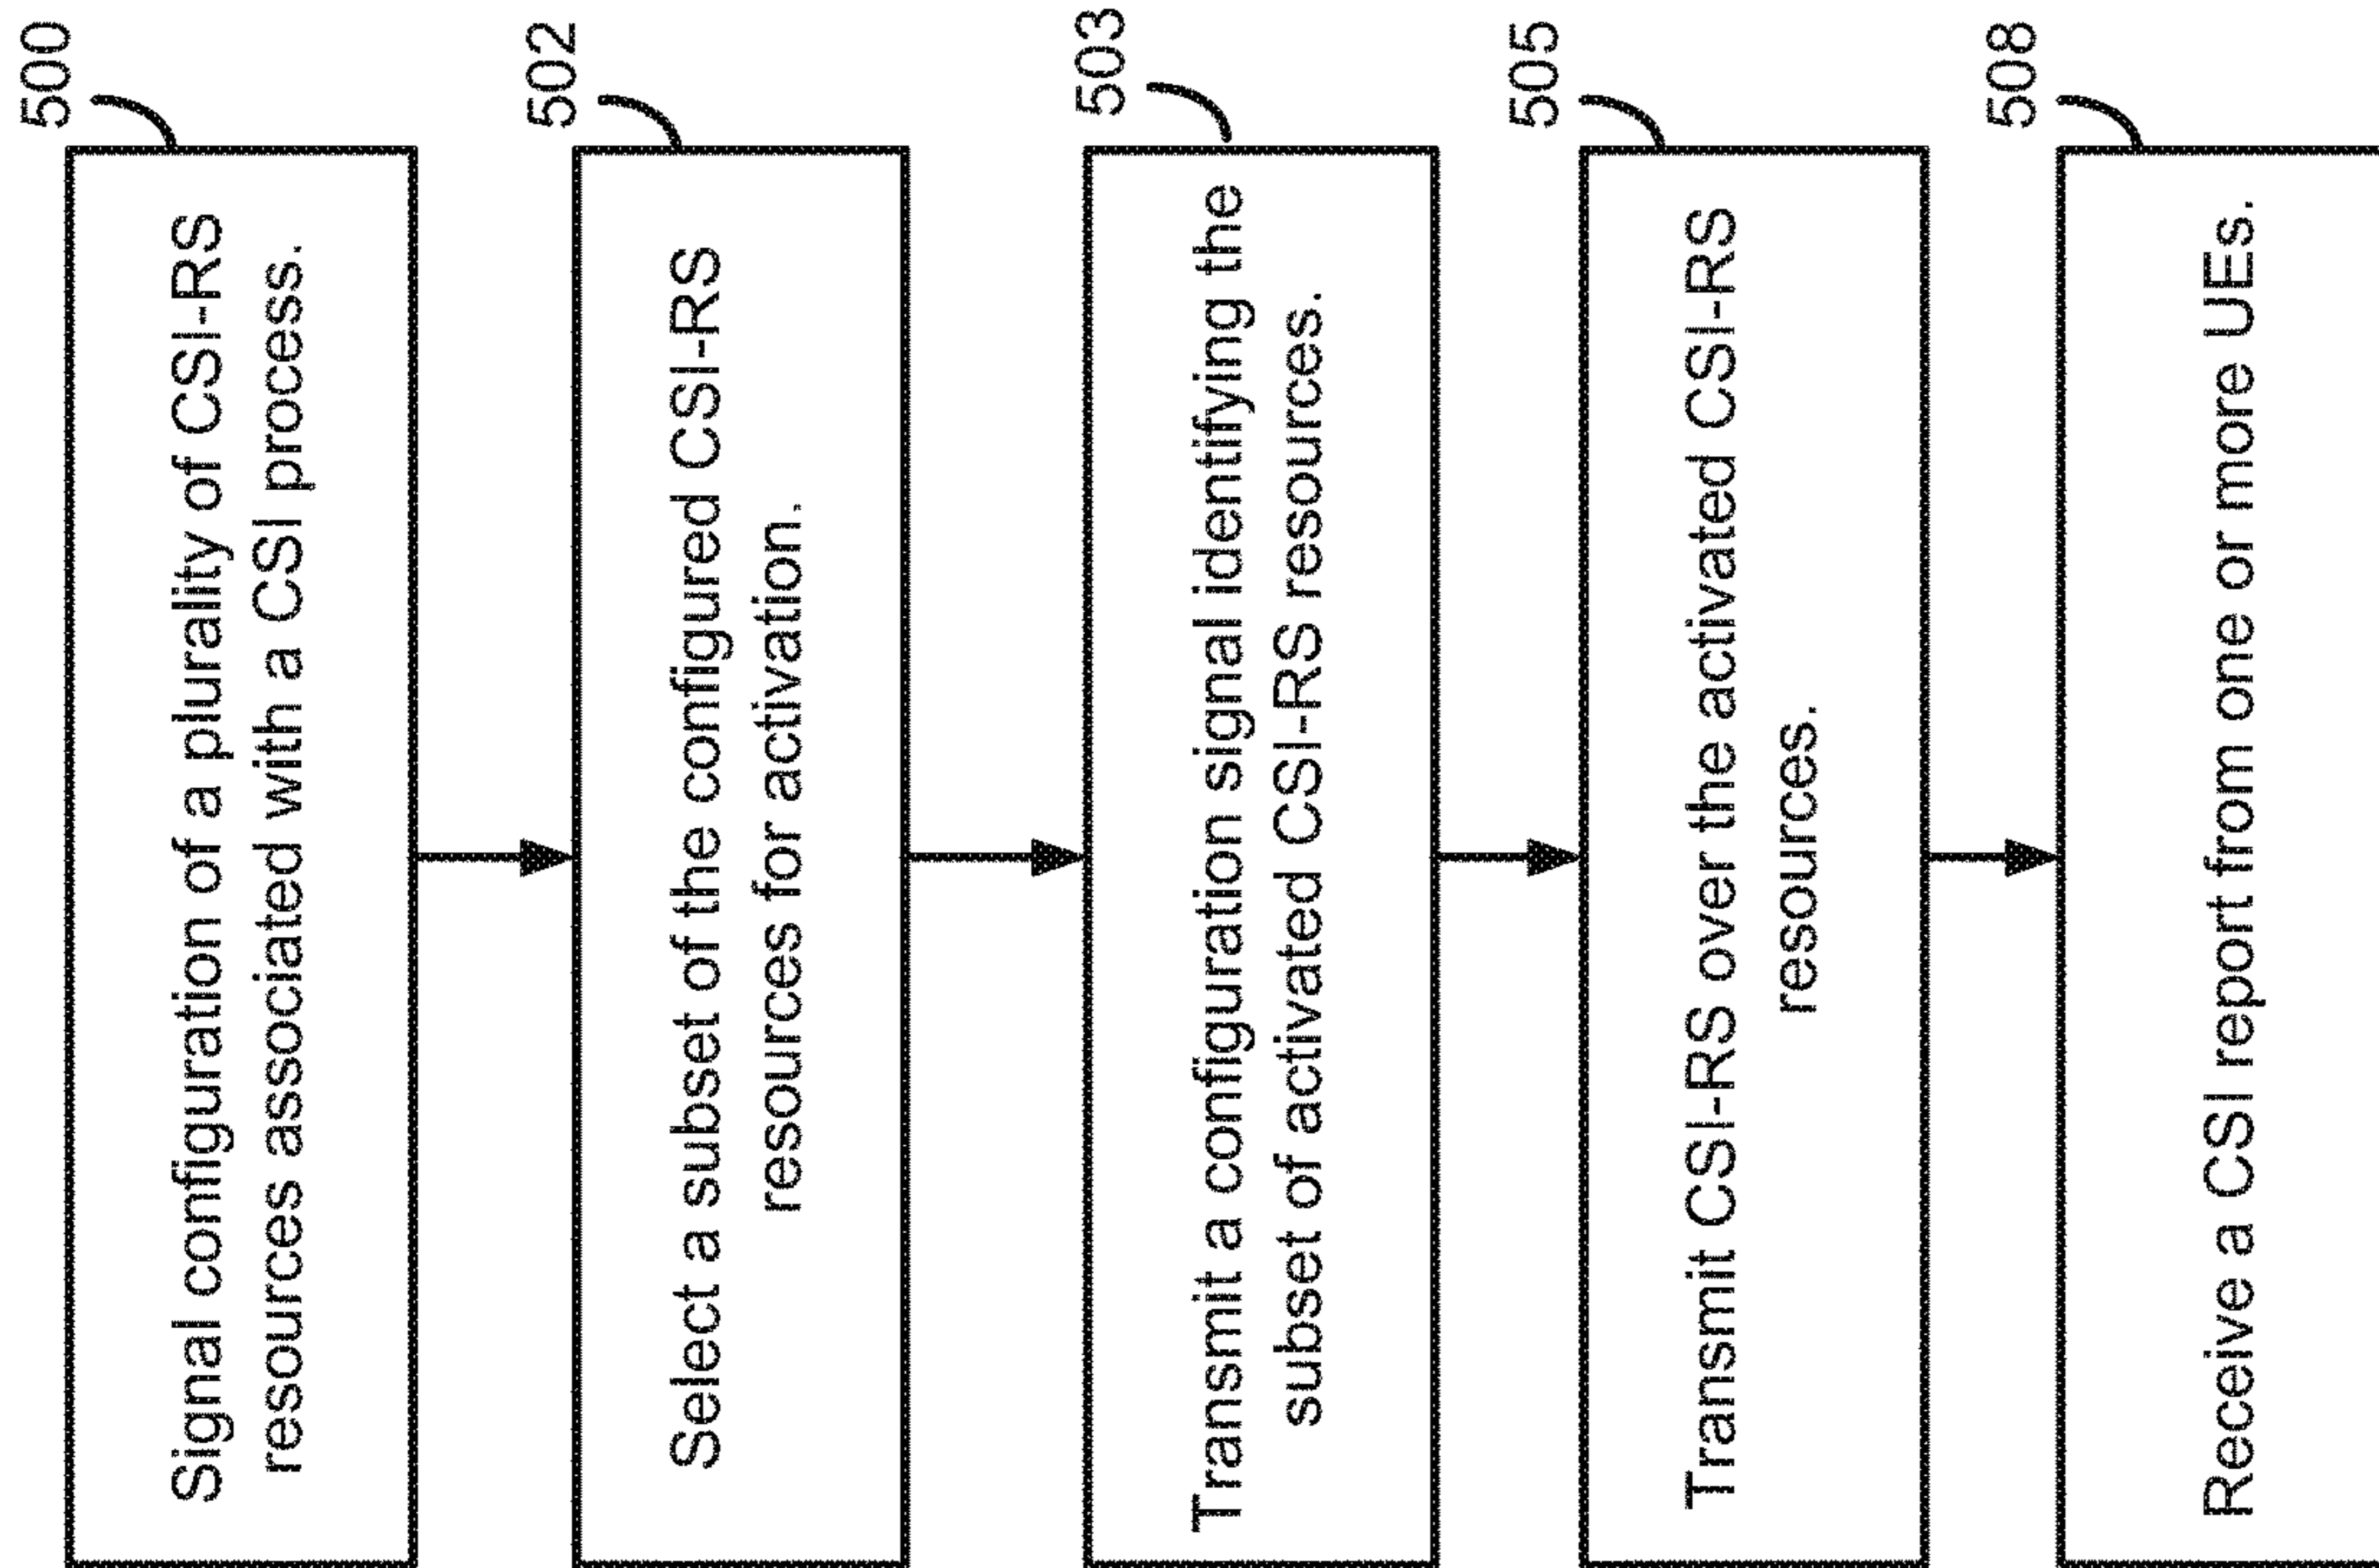 500
Signal configuration of a plurality of CSI-RS
resources associated with a CSI process.
502
Select a subset of the configured CSI-RS
resources for activation.
503
Transmit a configuration signal identifying the
subset of activated CSI-RS resources.
505
Transmit CSI-RS over the activated CSI-RS
resources.
508
Receive a CSI report from one or more UEs.